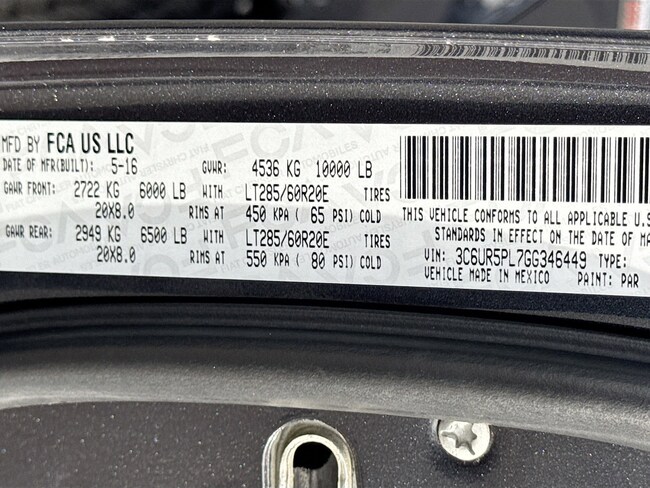 MFD BY FCA US LLC
DATE OF MFR(BUILT): 5-16 GVWR: 4536 KG 10000 LB
GAWR FRONT: 2722 KG 6000 LB WITH LT285/60R20E TIRES
20X8.0 RIMS AT 450 KPA ( 65 PSI) COLD
GAWR REAR: 2949 KG 6500 LB WITH LT285/60R20E TIRES
20X8.0 RIMS AT 550 KPA ( 80 PSI) COLD
THIS VEHICLE CONFORMS TO ALL APPLICABLE U.S
STANDARDS IN EFFECT ON THE DATE OF MA
VIN: 3C6UR5PL7GG346449 TYPE:
VEHICLE MADE IN MEXICO PAINT: PAR